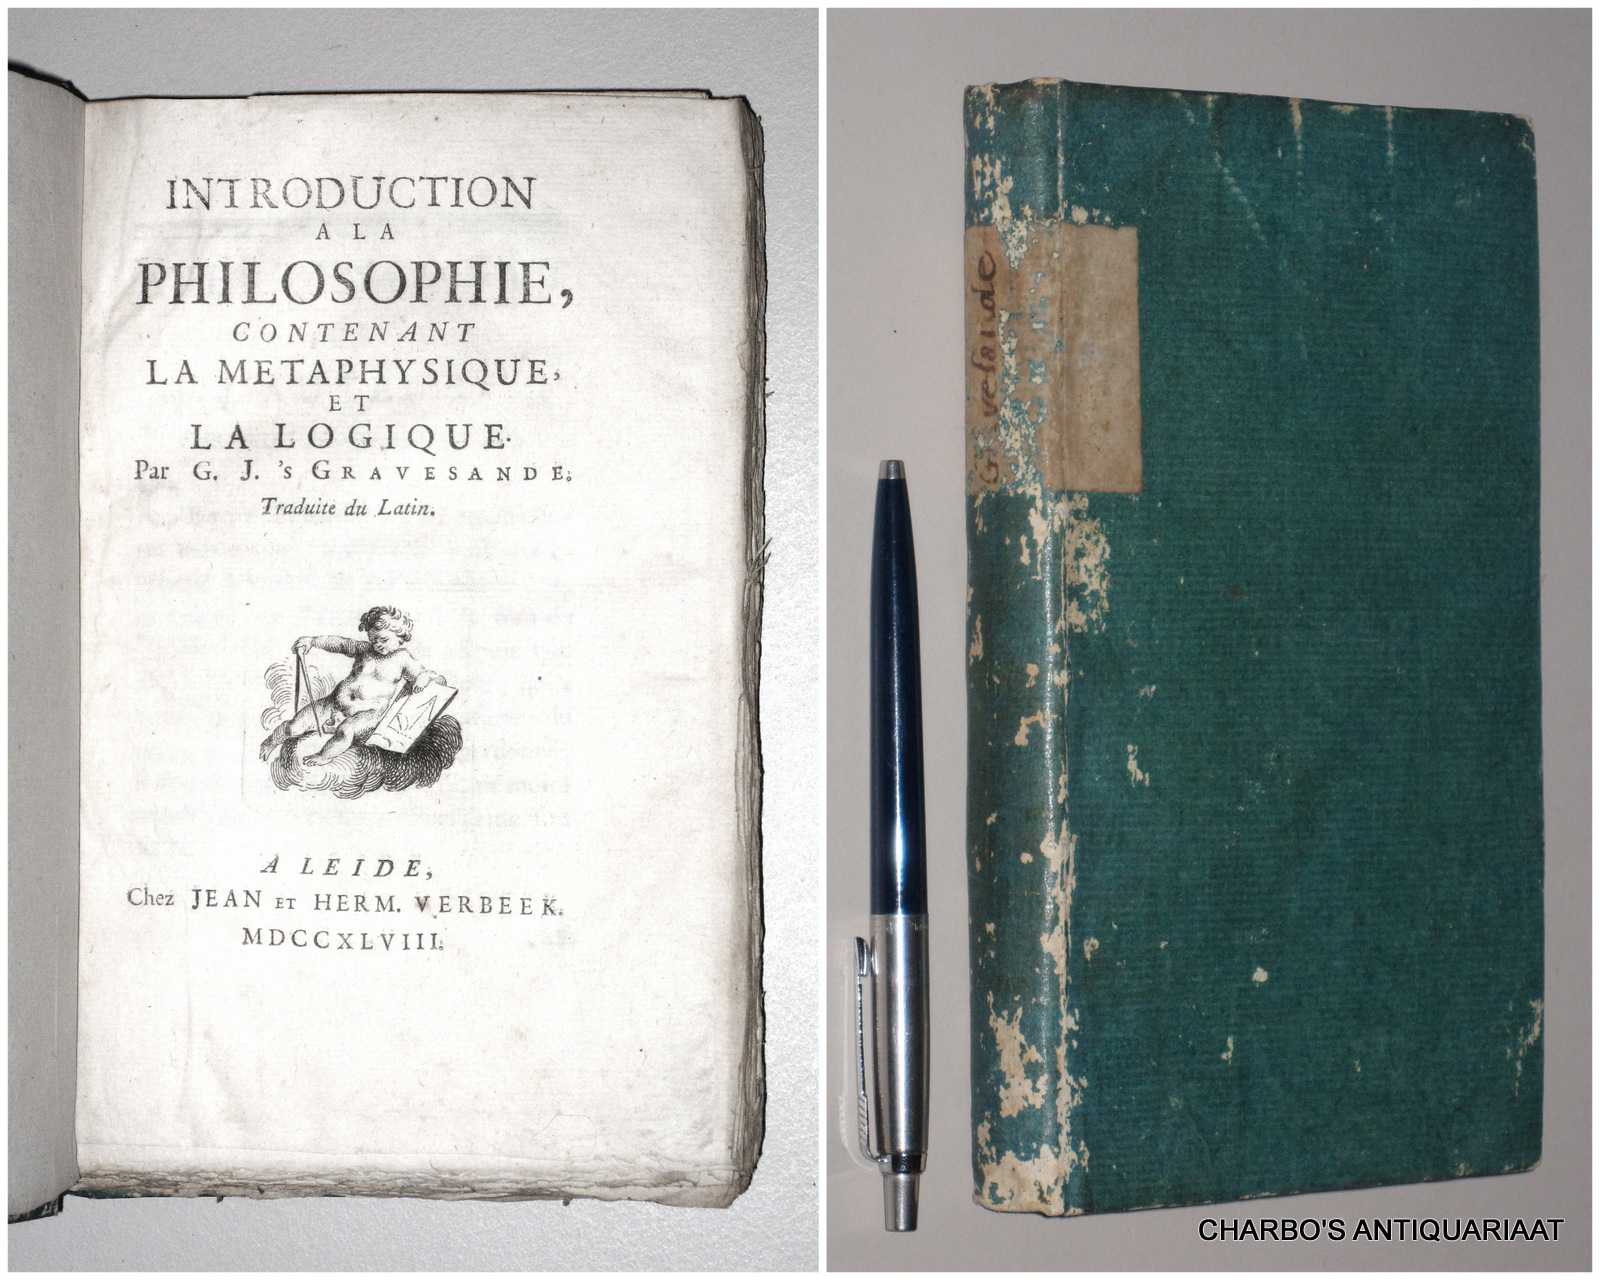 INTRODUCTION
A LA
PHILOSOPHIE,
CONTENANT
LA METAPHYSIQUE,
ET
LA LOGIQUE.
Par G. J. 's GRAVESANDE.
Traduite du Latin.
A LEIDE,
Chez JEAN ET HERM. VERBEEK.
MDCCXLVIII.
CHARBO'S ANTIQUARIAAT